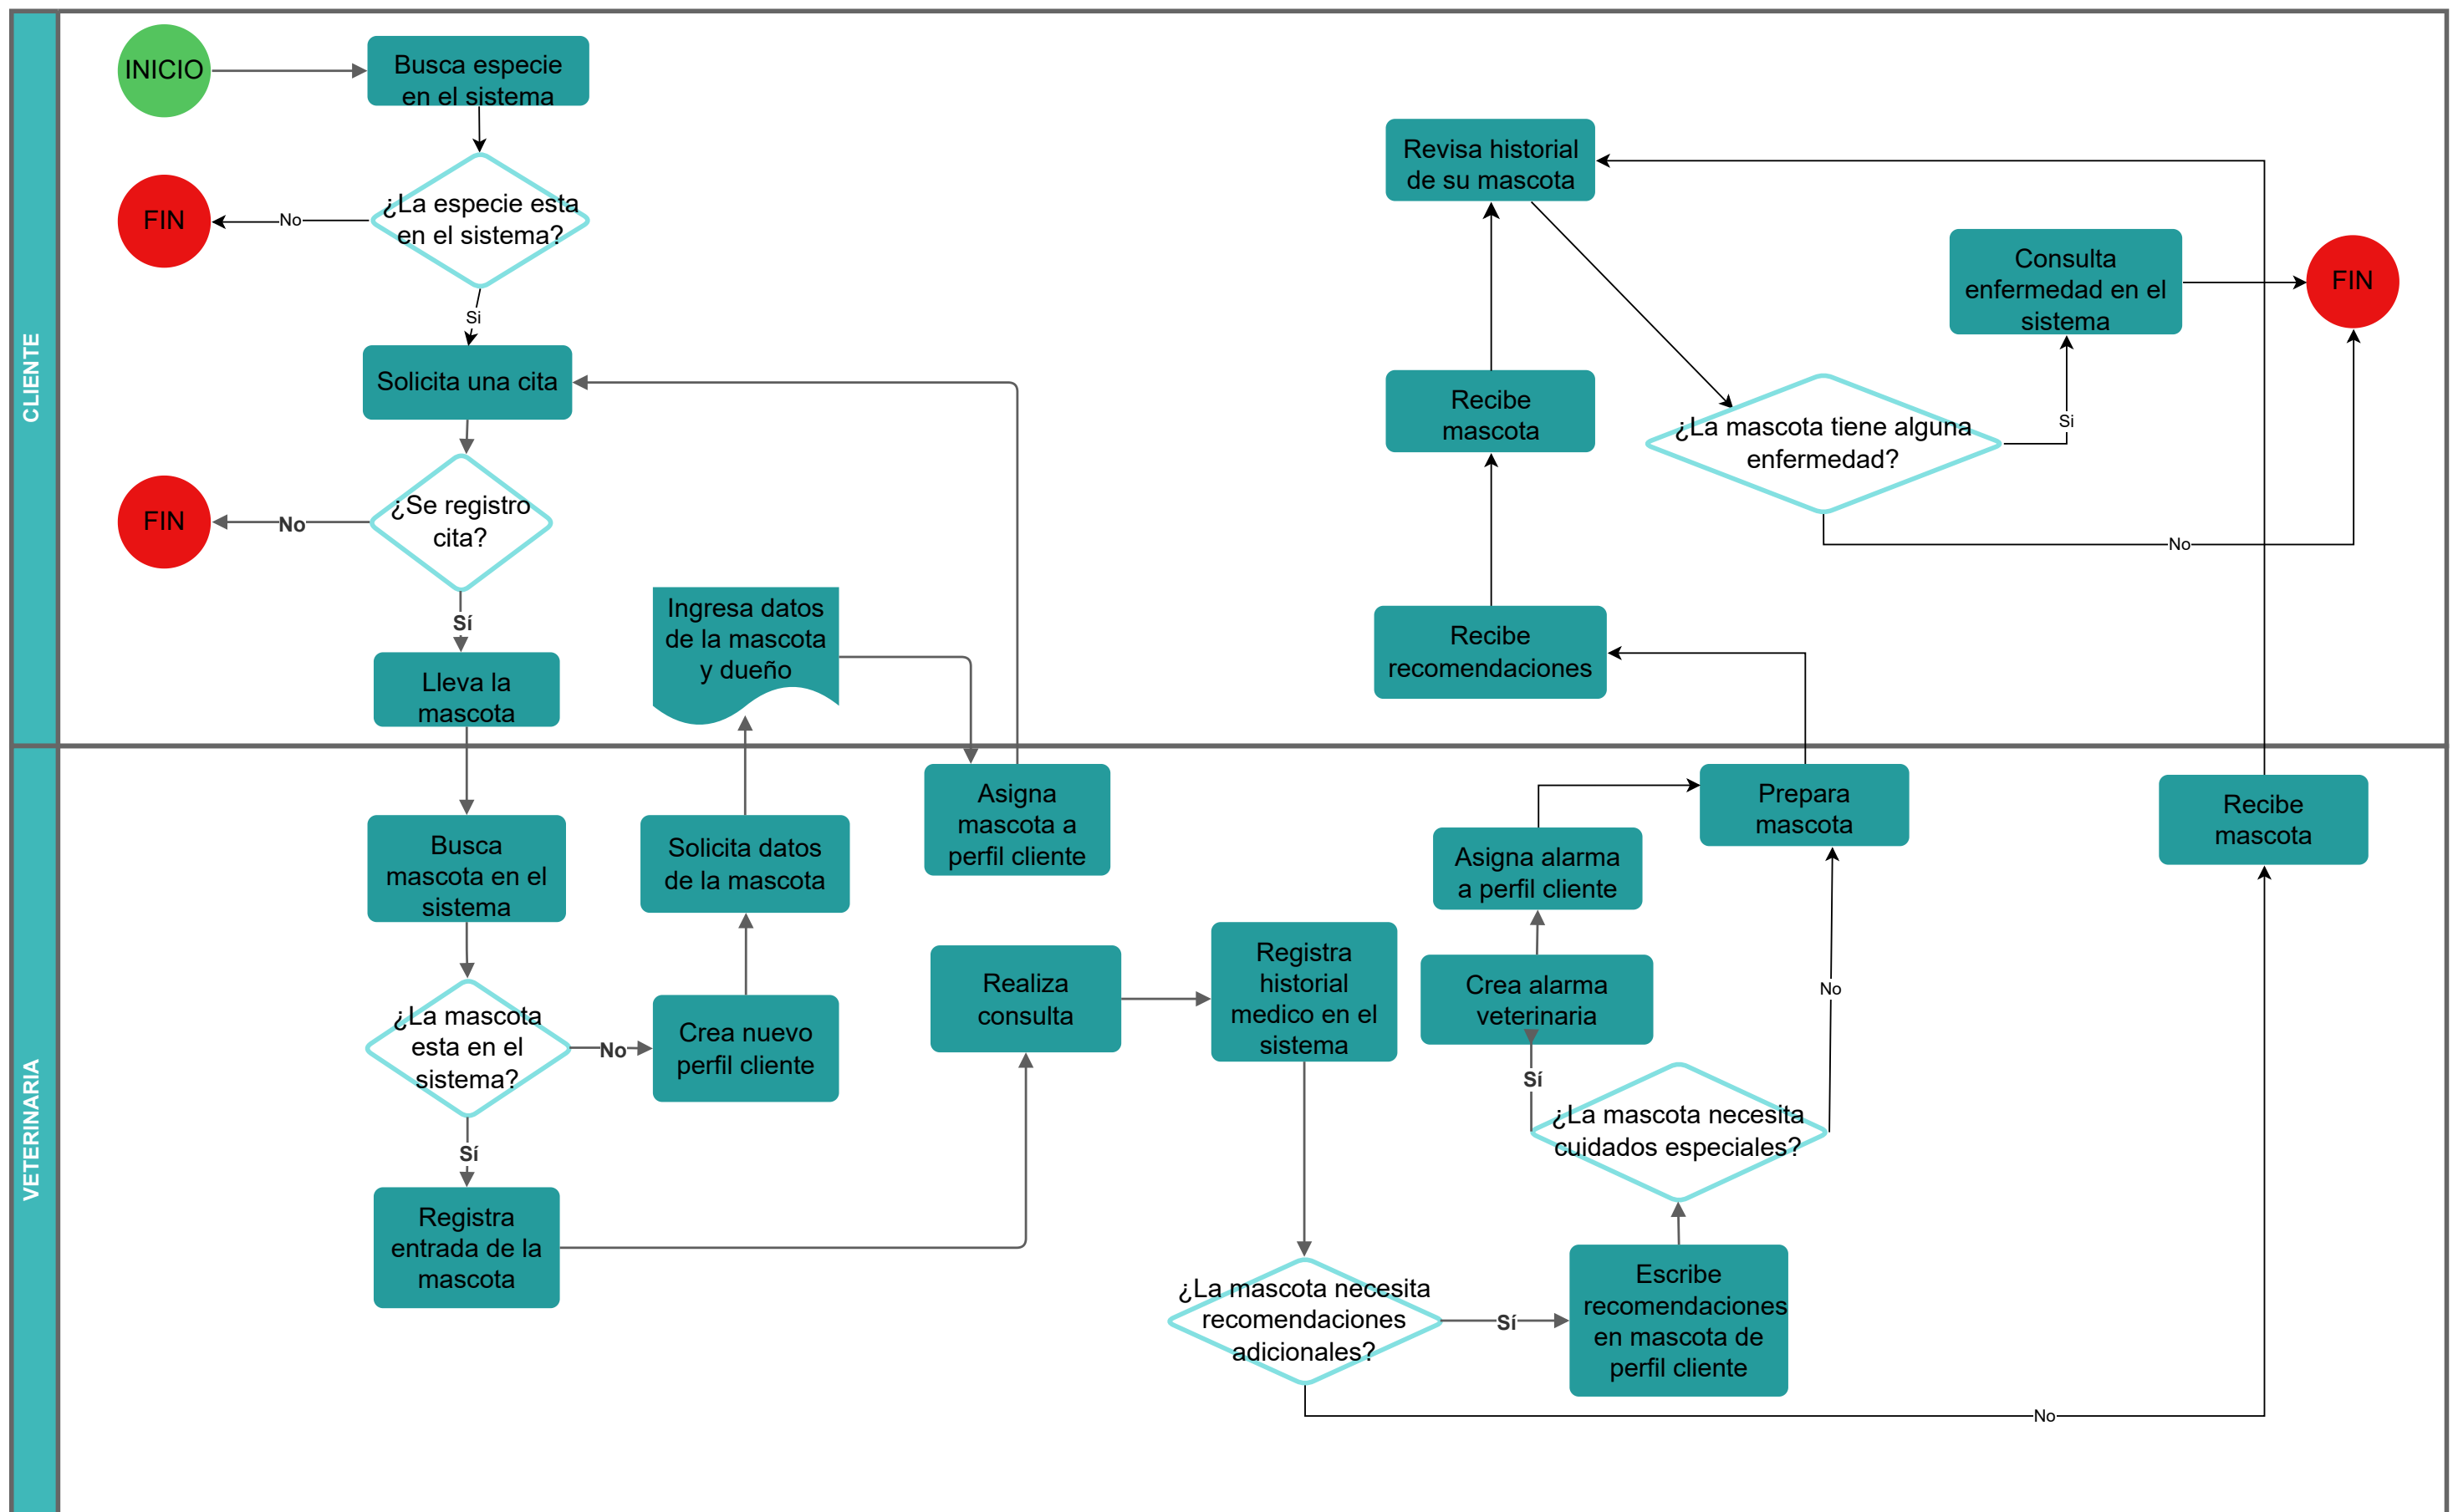 CLIENTE
INICIO
Busca especie
en el sistema
¿La especie esta
en el sistema?
No
FIN
Si
Solicita una cita
¿Se registro
cita?
No
FIN
Sí
Lleva la
mascota
Ingresa datos
de la mascota
y dueño
Revisa historial
de su mascota
Recibe
mascota
Recibe
recomendaciones
¿La mascota tiene alguna
enfermedad?
Si
Consulta
enfermedad en el
sistema
FIN
No
VETERINARIA
Busca
mascota en el
sistema
¿La mascota
esta en el
sistema?
No
Sí
Registra
entrada de la
mascota
Crea nuevo
perfil cliente
Solicita datos
de la mascota
Asigna
mascota a
perfil cliente
Realiza
consulta
Registra
historial
medico en el
sistema
¿La mascota necesita
recomendaciones
adicionales?
Sí
No
Escribe
recomendaciones
en mascota de
perfil cliente
¿La mascota necesita
cuidados especiales?
Sí
No
Crea alarma
veterinaria
Asigna alarma
a perfil cliente
Prepara
mascota
Recibe
mascota